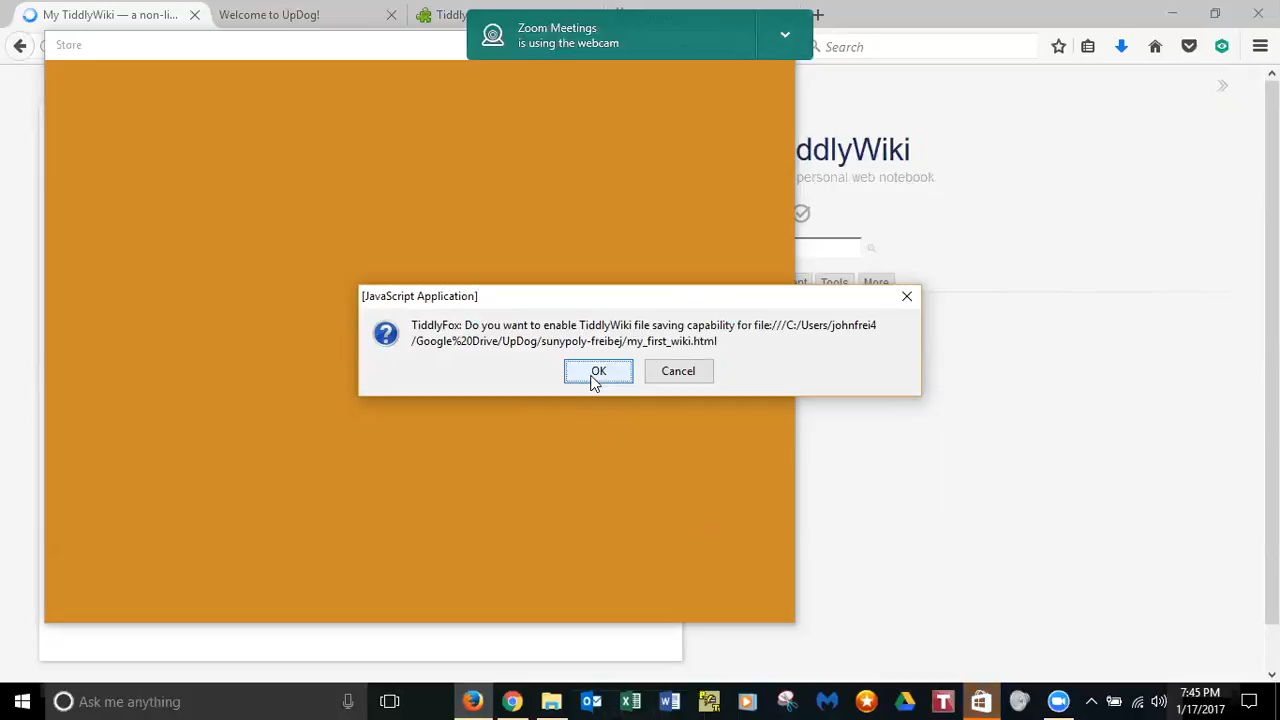 My TiddlyWiki — a non-li...
Welcome to UpDog!
Tiddly
Zoom Meetings
is using the webcam
Search
Store
ddlyWiki
personal web notebook
Tools
More
[JavaScript Application]
TiddlyFox: Do you want to enable TiddlyWiki file saving capability for file:///C:/Users/johnfrei4
/Google%20Drive/UpDog/sunypoly-freibej/my_first_wiki.html
OK
Cancel
Ask me anything
7:45 PM
1/17/2017